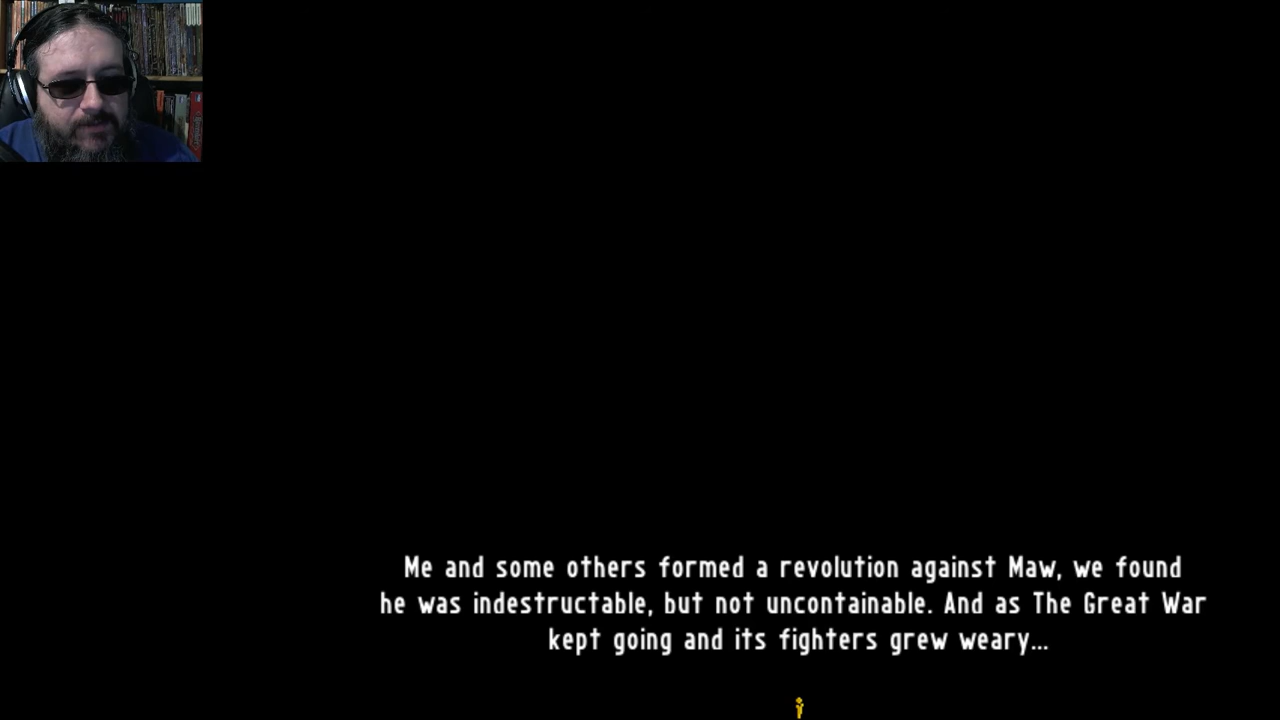 Me and some others formed a revolution against Maw, we found
he was indestructable, but not uncontainable. And as The Great War
kept going and its fighters grew weary...